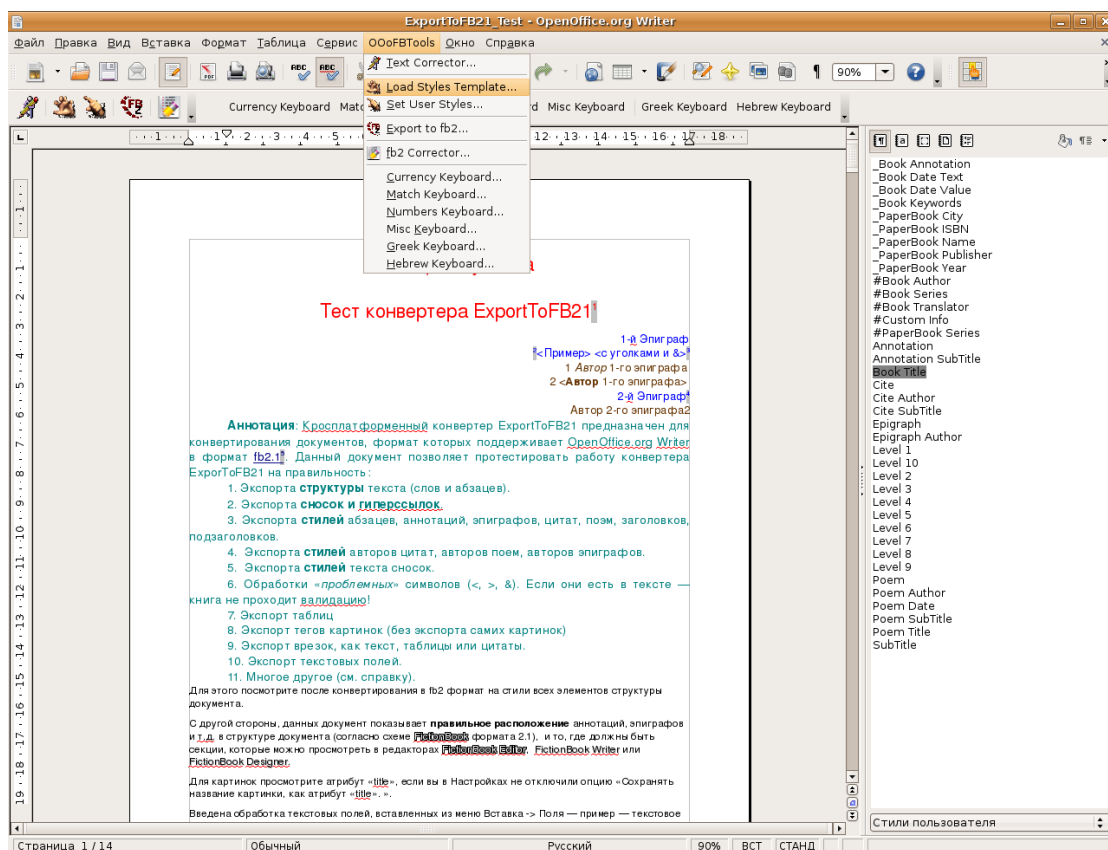 ExportToFB21_Test - OpenOffice.org Writer
Файл Правка Вид Вставка Формат Таблица Сервис OOoFBTools Окно Справка
Text Corrector...
Load Styles Template...
Set User Styles...
Export to fb2...
fb2 Corrector...
Currency Keyboard...
Match Keyboard...
Numbers Keyboard...
Misc Keyboard...
Greek Keyboard...
Hebrew Keyboard...
90%
Currency Keyboard Misc Keyboard Greek Keyboard Hebrew Keyboard
Тест конвертера ExportToFB21¹
1-й Эпиграф
²<Пример> <с уголками и &>³
1 Автор 1-го эпиграфа
2 <Автор 1-го эпиграфа>
2-й Эпиграф⁴
Автор 2-го эпиграфа2
Аннотация: Кросплатформенный конвертер ExportToFB21 предназначен для
конвертирования документов, формат которых поддерживает OpenOffice.org Writer
в формат fb2.1⁵. Данный документ позволяет протестировать работу конвертера
ExporToFB21 на правильность:
1. Экспорта структуры текста (слов и абзацев).
2. Экспорта сносок и гиперссылок.
3. Экспорта стилей абзацев, аннотаций, эпиграфов, цитат, поэм, заголовков,
подзаголовков.
4. Экспорта стилей авторов цитат, авторов поем, авторов эпиграфов.
5. Экспорта стилей текста сносок.
6. Обработки «проблемных» символов (<, >, &). Если они есть в тексте —
книга не проходит валидацию!
7. Экспорт таблиц
8. Экспорт тегов картинок (без экспорта самих картинок)
9. Экспорт врезок, как текст, таблицы или цитаты.
10. Экспорт текстовых полей.
11. Многое другое (см. справку).
Для этого посмотрите после конвертирования в fb2 формат на стили всех элементов структуры
документа.
С другой стороны, данных документ показывает правильное расположение аннотаций, эпиграфов
и т.д. в структуре документа (согласно схеме FictionBook формата 2.1), и то, где должны быть
секции, которые можно просмотреть в редакторах FictionBook Editor, FictionBook Writer или
FictionBook Designer.
Для картинок просмотрите атрибут «title», если вы в Настройках не отключили опцию «Сохранять
название картинки, как атрибут «title». ».
Введена обработка текстовых полей, вставленных из меню Вставка -> Поля — пример — текстовое
_Book Annotation
_Book Date Text
_Book Date Value
_Book Keywords
_PaperBook City
_PaperBook ISBN
_PaperBook Name
_PaperBook Publisher
_PaperBook Year
#Book Author
#Book Series
#Book Translator
#Custom Info
#PaperBook Series
Annotation
Annotation SubTitle
Book Title
Cite
Cite Author
Cite SubTitle
Epigraph
Epigraph Author
Level 1
Level 10
Level 2
Level 3
Level 4
Level 5
Level 6
Level 7
Level 8
Level 9
Poem
Poem Author
Poem Date
Poem SubTitle
Poem Title
SubTitle
Стили пользователя
Страница 1 / 14 Обычный Русский 90% ВСТ СТАНД